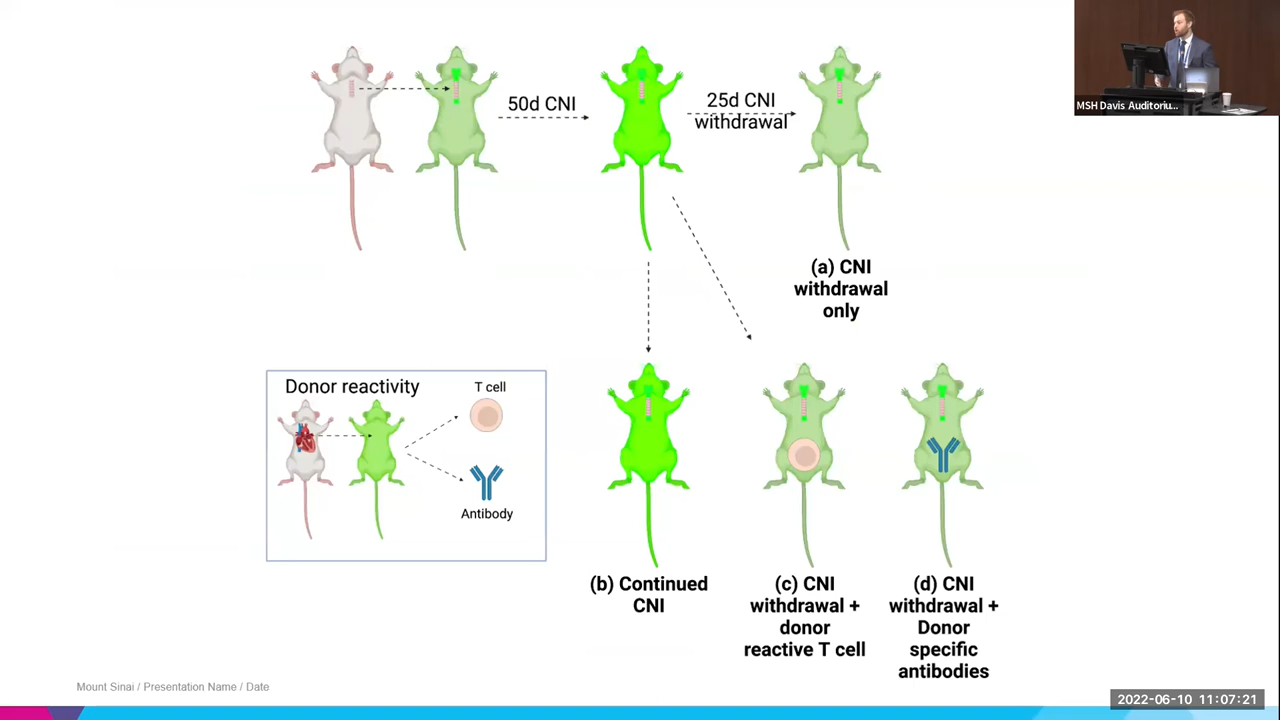 MSH Davis Auditoriu...
50d CNI
25d CNI
withdrawal
(a) CNI
withdrawal
only
Donor reactivity
T cell
Antibody
(b) Continued
CNI
(c) CNI
withdrawal +
donor
reactive T cell
(d) CNI
withdrawal +
Donor
specific
antibodies
Mount Sinai / Presentation Name / Date
2022-06-10 11:07:21